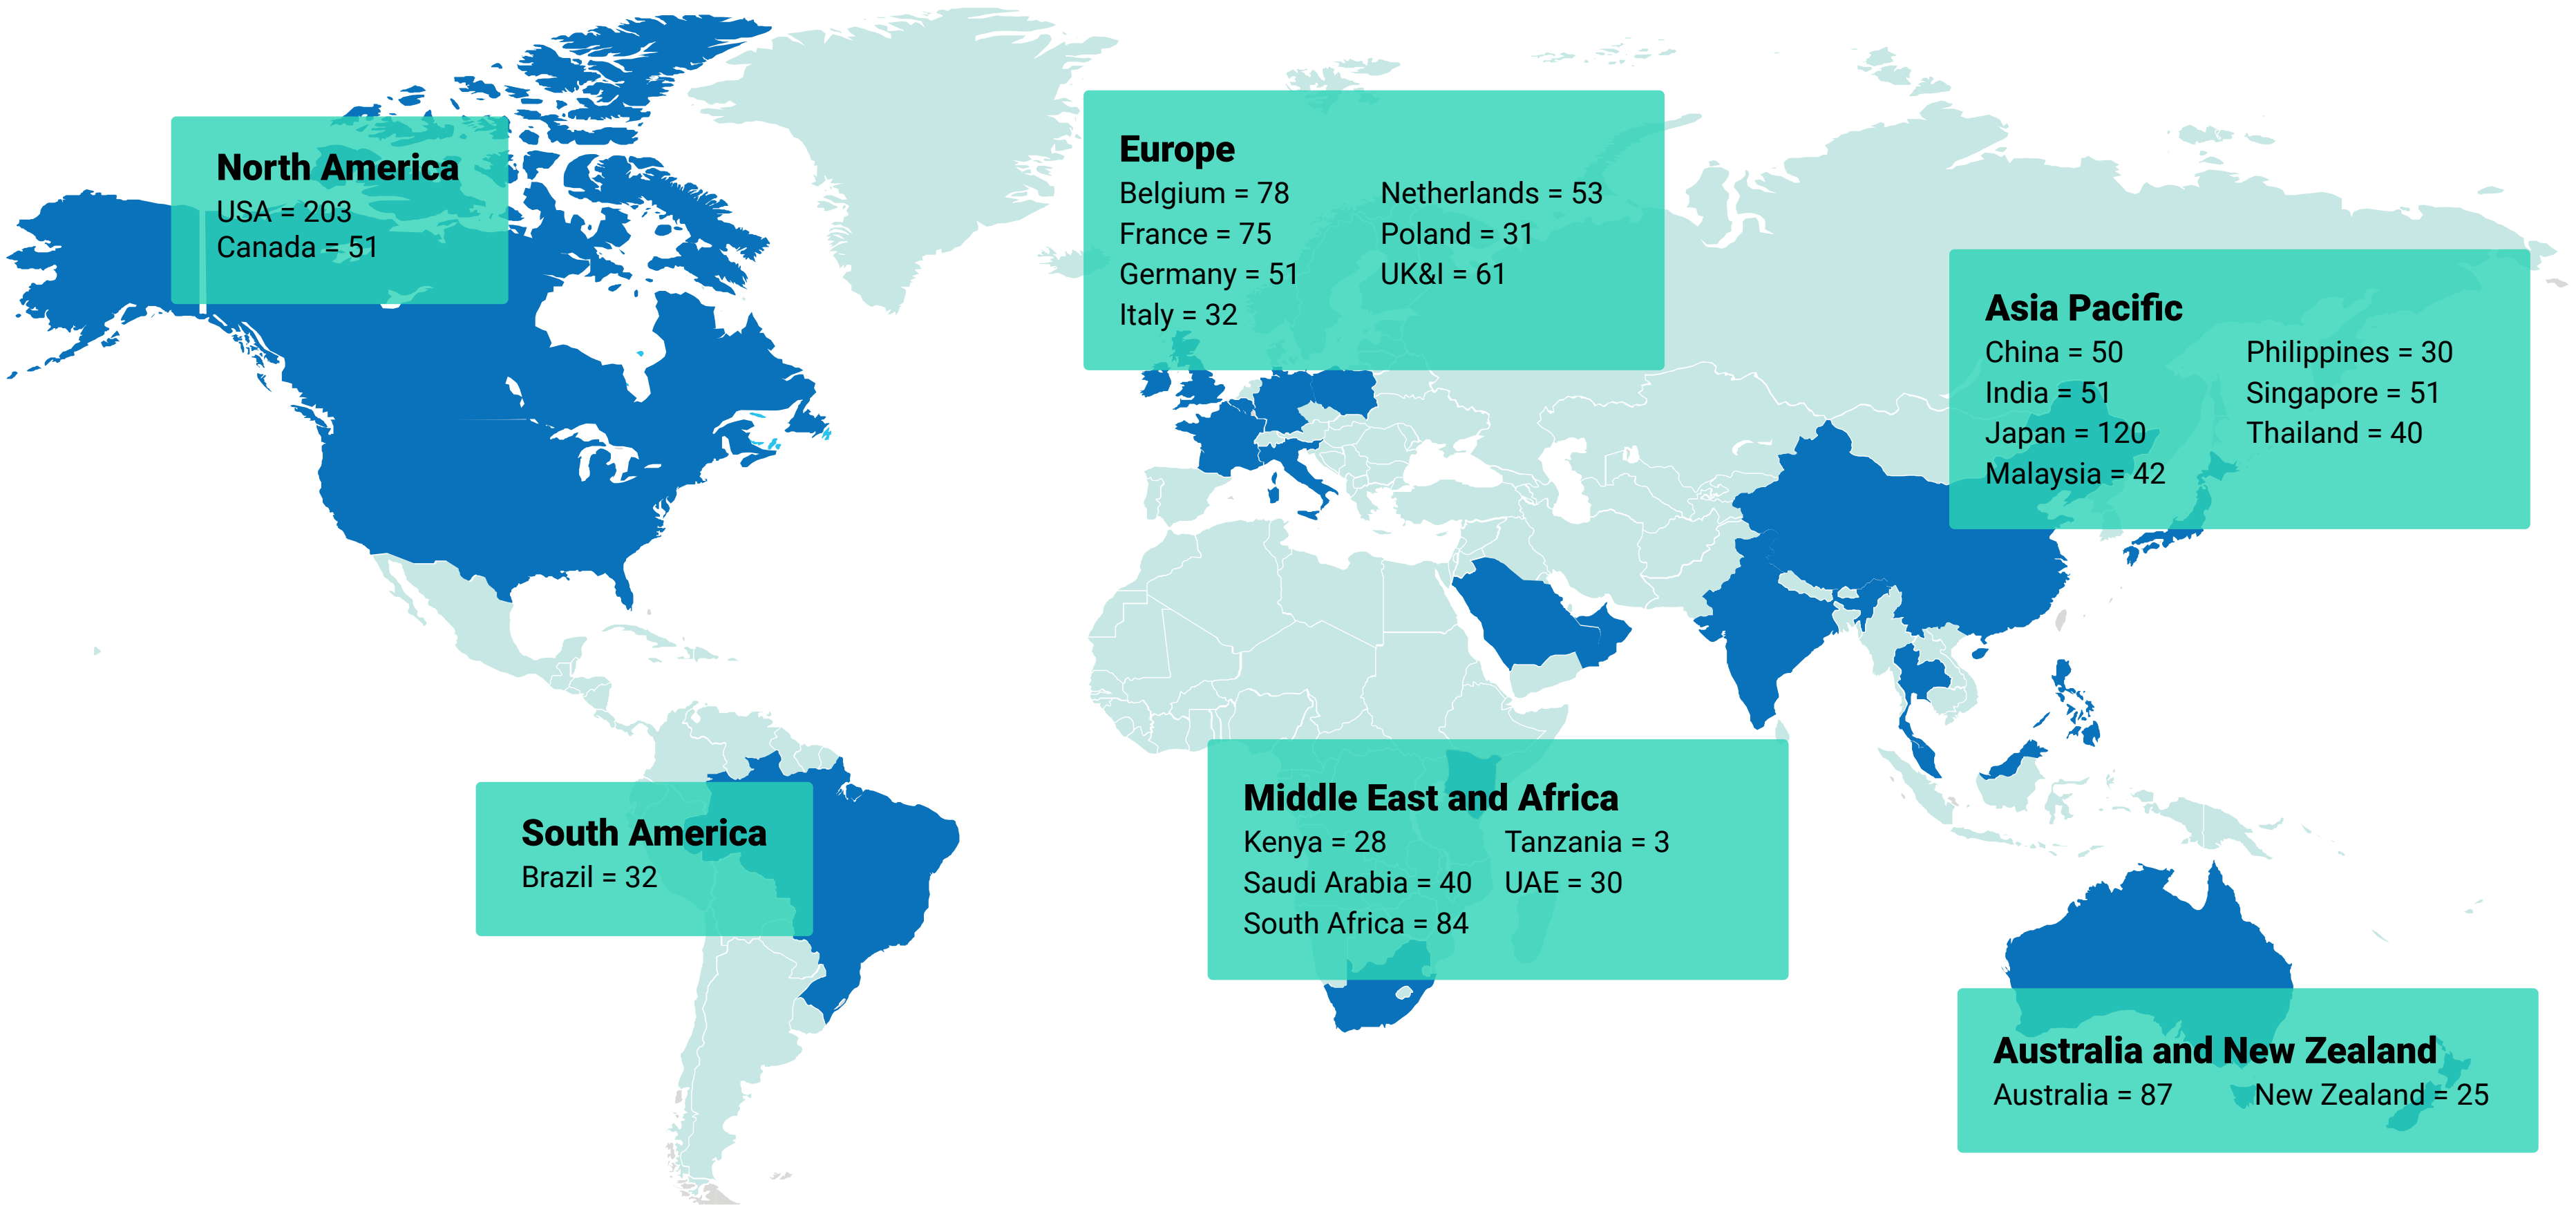 North America
USA = 203
Canada = 51
Europe
Belgium = 78
France = 75
Germany = 51
Italy = 32
Netherlands = 53
Poland = 31
UK&I = 61
Asia Pacific
China = 50
India = 51
Japan = 120
Malaysia = 42
Philippines = 30
Singapore = 51
Thailand = 40
South America
Brazil = 32
Middle East and Africa
Kenya = 28
Saudi Arabia = 40
South Africa = 84
Tanzania = 3
UAE = 30
Australia and New Zealand
Australia = 87
New Zealand = 25